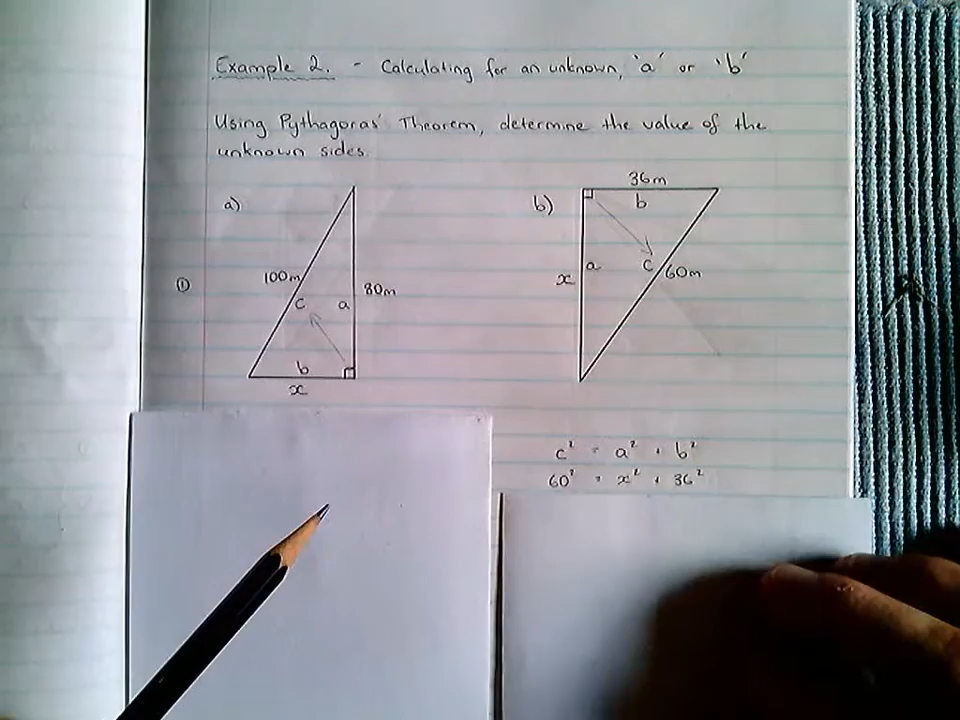 Example 2. - Calculating for an unknown, 'a' or 'b'
Using Pythagoras' Theorem, determine the value of the
unknown sides.
a)
100m
c
a
80m
b
x
①
b)
36m
b
x
a
c
60m
c² = a² + b²
60² = x² + 36²